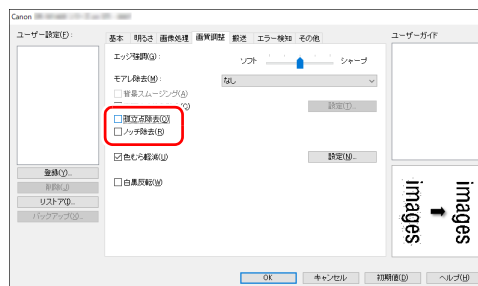 Canon
ユーザー設定(F):
登録(Y)...
削除(J)
リストア(I)...
バックアップ(X)...
基本 明るさ 画像処理 画質調整 搬送 エラー検知 その他
エッジ強調(G):
ソフト シャープ
モアレ除去(M):
なし
背景スムージング(A)
設定(T)...
孤立点除去(O)
ノッチ除去(R)
色むら軽減(U)
設定(N)...
白黒反転(W)
ユーザーガイド
images
images
OK キャンセル 初期値(D) ヘルプ(H)